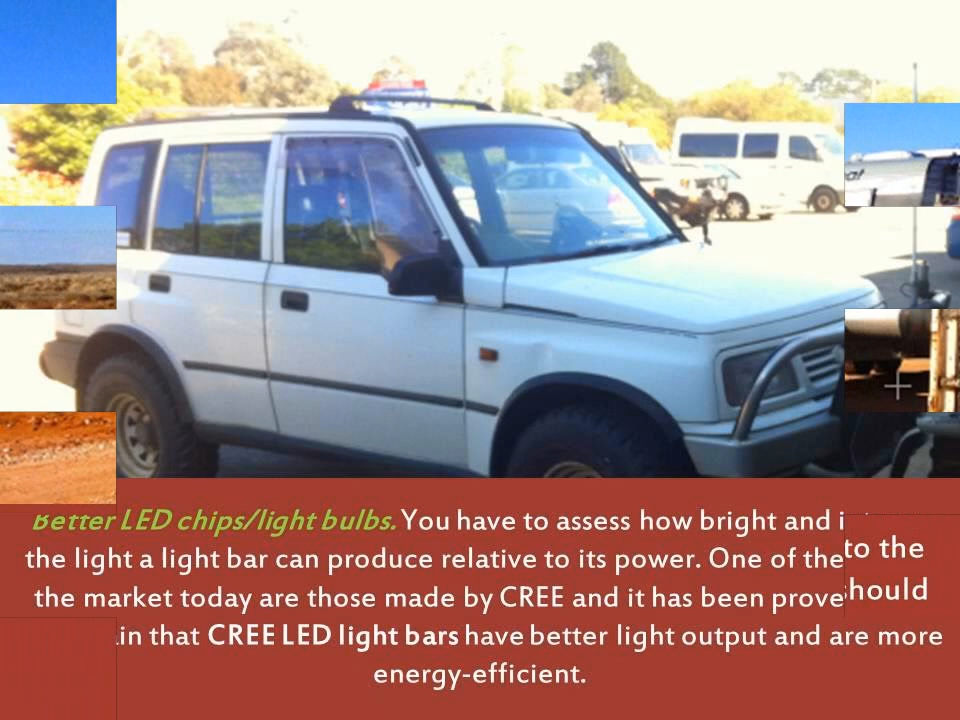 Better LED chips/light bulbs. You have to assess how bright and
the light a light bar can produce relative to its power. One of the
to the
the market today are those made by CREE and it has been prove
should
that CREE LED light bars have better light output and are more
energy-efficient.